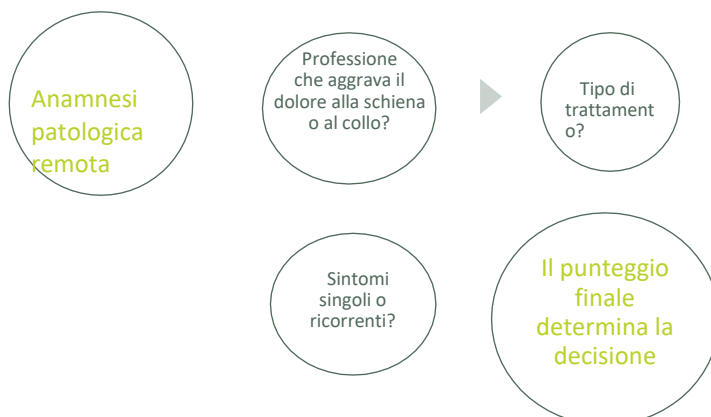 Anamnesi
patologica
remota
Professione
che aggrava il
dolore alla schiena
o al collo?
Tipo di
trattament
o?
Sintomi
singoli o
ricorrenti?
Il punteggio
finale
determina la
decisione